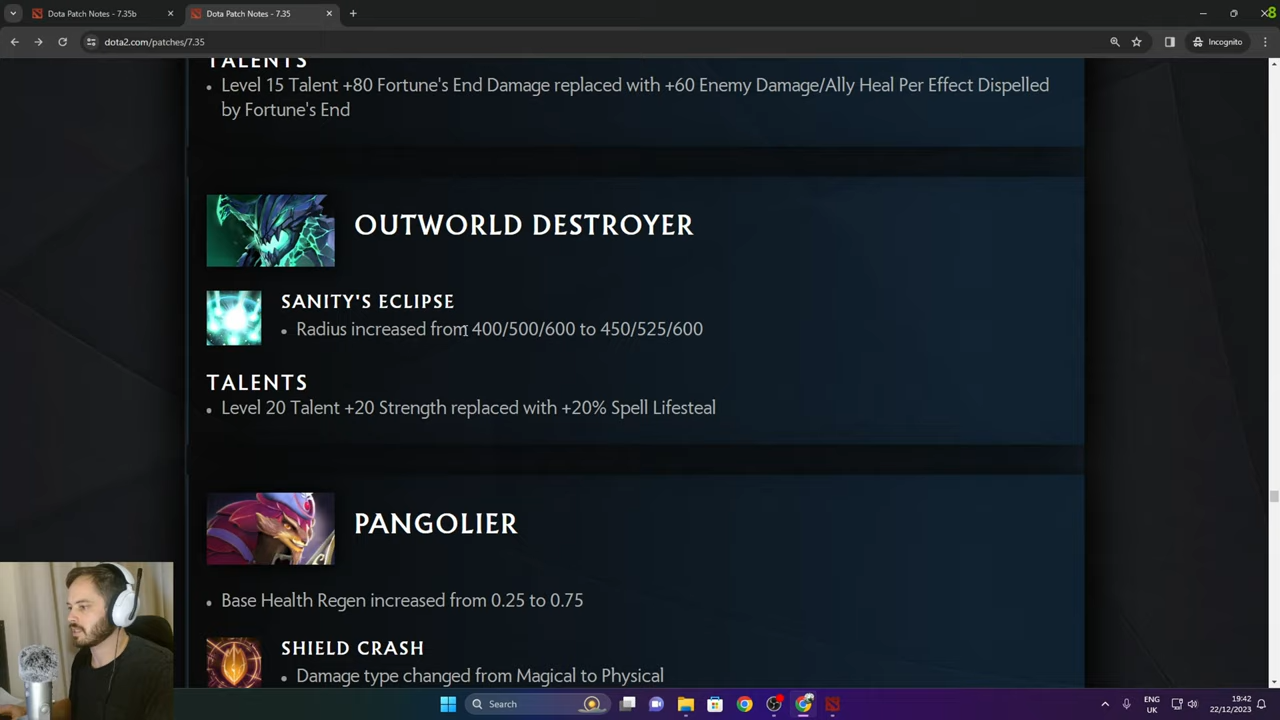 Dota Patch Notes - 7.35b
Dota Patch Notes - 7.35
dota2.com/patches/7.35
Incognito
TALENTS
Level 15 Talent +80 Fortune's End Damage replaced with +60 Enemy Damage/Ally Heal Per Effect Dispelled
by Fortune's End
OUTWORLD DESTROYER
SANITY'S ECLIPSE
Radius increased from 400/500/600 to 450/525/600
TALENTS
Level 20 Talent +20 Strength replaced with +20% Spell Lifesteal
PANGOLIER
Base Health Regen increased from 0.25 to 0.75
SHIELD CRASH
Damage type changed from Magical to Physical
Search
ENG
UK
19:42
22/12/2023